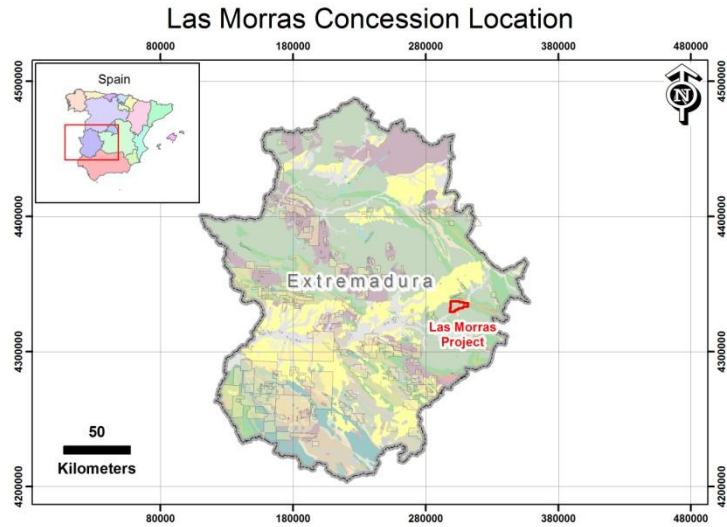 Las Morras Concession Location
80000 180000 280000 380000 480000
4500000 4500000
Spain
N
4400000 4400000
Extremadura
Las Morras
Project
4300000 4300000
50
Kilometers
4200000 4200000
80000 180000 280000 380000 480000